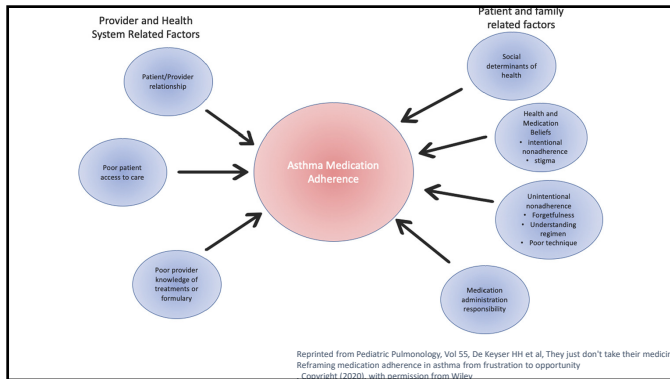 Provider and Health
System Related Factors
Patient/Provider
relationship
Poor patient
access to care
Poor provider
knowledge of
treatments or
formulary
Asthma Medication
Adherence
Patient and family
related factors
Social
determinants of
health
Health and
Medication
Beliefs
• intentional
nonadherence
• stigma
Unintentional
nonadherence
• Forgetfulness
• Understanding
regimen
• Poor technique
Medication
administration
responsibility
Reprinted from Pediatric Pulmonology, Vol 55, De Keyser HH et al, They just don't take their medicin
Reframing medication adherence in asthma from frustration to opportunity
, Copyright (2020), with permission from Wiley